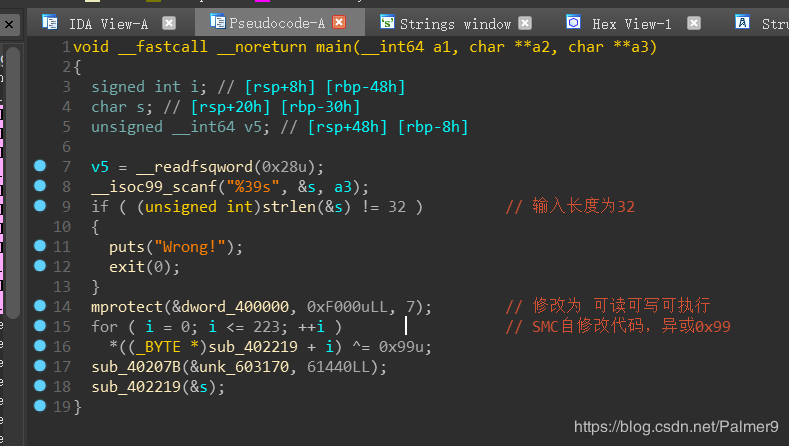 IDA View-A Pseudocode-A Strings window Hex View-1 Stru
1 void __fastcall __noreturn main(__int64 a1, char **a2, char **a3)
2 {
3 signed int i; // [rsp+8h] [rbp-48h]
4 char s; // [rsp+20h] [rbp-30h]
5 unsigned __int64 v5; // [rsp+48h] [rbp-8h]
6
7 v5 = __readfsqword(0x28u);
8 __isoc99_scanf("%39s", &s, a3);
9 if ( (unsigned int)strlen(&s) != 32 ) // 输入长度为32
10 {
11 puts("Wrong!");
12 exit(0);
13 }
14 mprotect(&dword_400000, 0xF000uLL, 7); // 修改为 可读可写可执行
15 for ( i = 0; i <= 223; ++i ) // SMC自修改代码，异或0x99
16 *((_BYTE *)sub_402219 + i) ^= 0x99u;
17 sub_40207B(&unk_603170, 61440LL);
18 sub_402219(&s);
19 }
https://blog.csdn.net/Palmer9